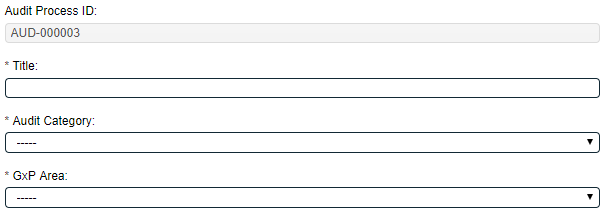 Audit Process ID:
AUD-000003
* Title:
* Audit Category:
-----
* GxP Area:
-----